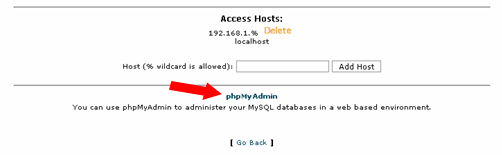 Access Hosts:
192.168.1.% Delete
localhost
Host (% wildcard is allowed): Add Host
phpMyAdmin
You can use phpMyAdmin to administer your MySQL databases in a web based environment.
[ Go Back ]